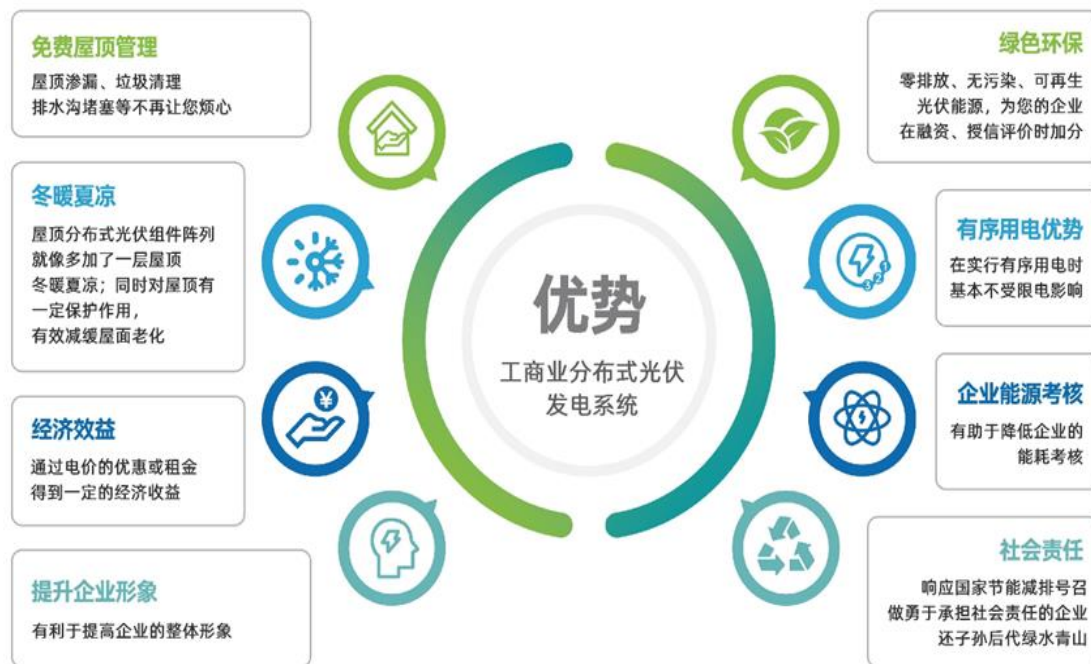 免费屋顶管理
屋顶渗漏、垃圾清理
排水沟堵塞等不再让您烦心
冬暖夏凉
屋顶分布式光伏组件阵列
就像多加了一层屋顶
冬暖夏凉；同时对屋顶有
一定保护作用，
有效减缓屋面老化
经济效益
通过电价的优惠或租金
得到一定的经济收益
提升企业形象
有利于提高企业的整体形象
¥
优势
工商业分布式光伏
发电系统
绿色环保
零排放、无污染、可再生
光伏能源，为您的企业
在融资、授信评价时加分
1
2
3
有序用电优势
在实行有序用电时
基本不受限电影响
企业能源考核
有助于降低企业的
能耗考核
社会责任
响应国家节能减排号召
做勇于承担社会责任的企业
还子孙后代绿水青山